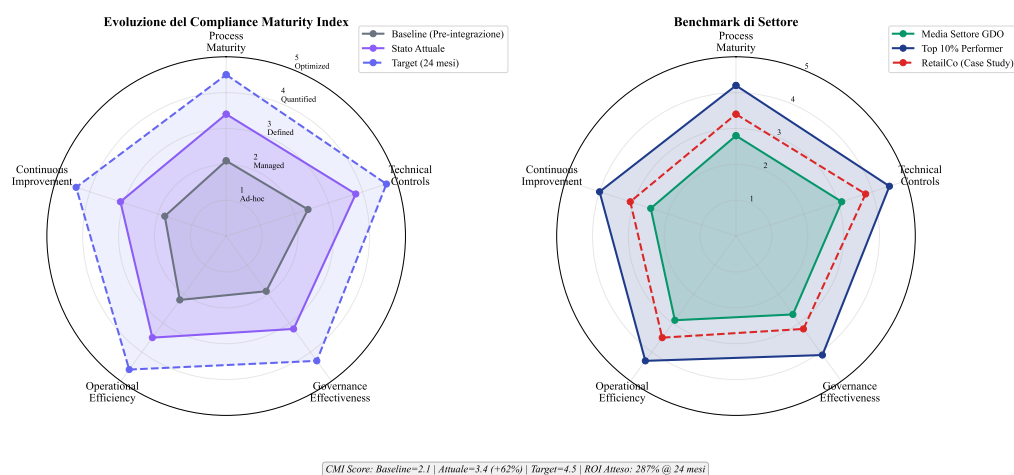 Evoluzione del Compliance Maturity Index
Baseline (Pre-integrazione)
Stato Attuale
Target (24 mesi)
Process
Maturity
Technical
Controls
Governance
Effectiveness
Operational
Efficiency
Continuous
Improvement
5
Optimized
4
Quantified
3
Defined
2
Managed
1
Ad-hoc
Benchmark di Settore
Media Settore GDO
Top 10% Performer
RetailCo (Case Study)
Process
Maturity
Technical
Controls
Governance
Effectiveness
Operational
Efficiency
Continuous
Improvement
5
4
3
2
1
CMI Score: Baseline=2.1 | Attuale=3.4 (+62%) | Target=4.5 | ROI Atteso: 287% @ 24 mesi